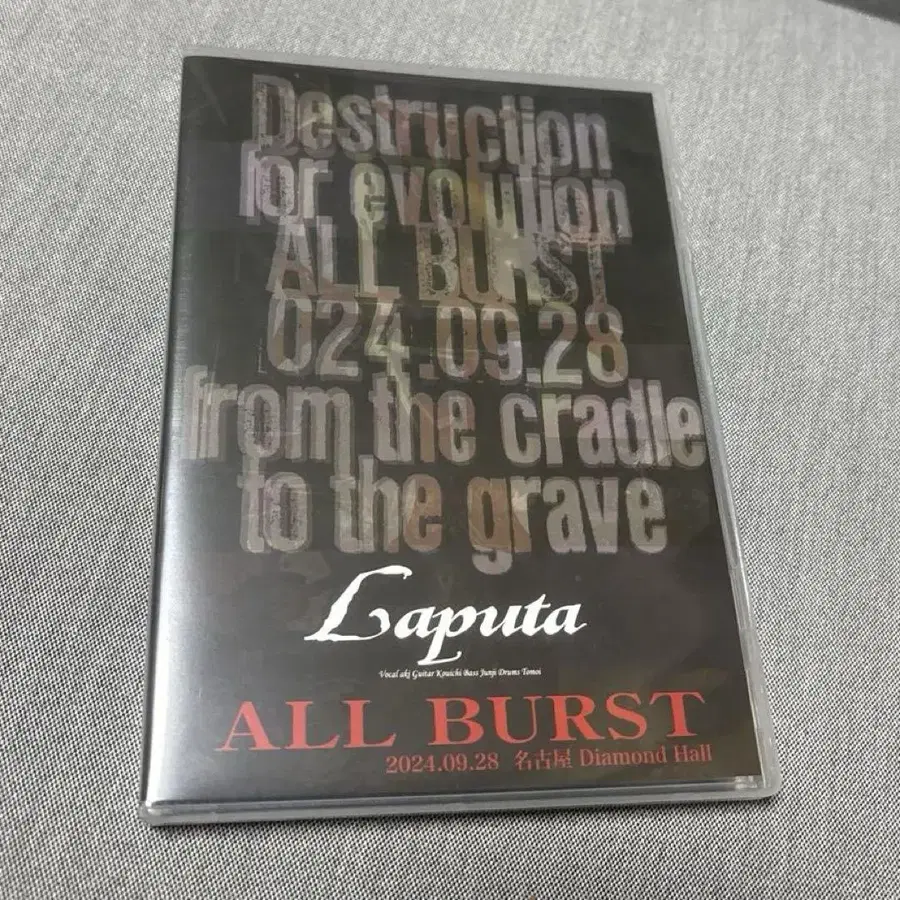 Destruction
for evolution
ALL BURST
024.09.28
from the cradle
to the grave
Laputa
Vocal aki Guitar Kouichi Bass Junji Drums Tomoi
ALL BURST
2024.09.28 名古屋 Diamond Hall